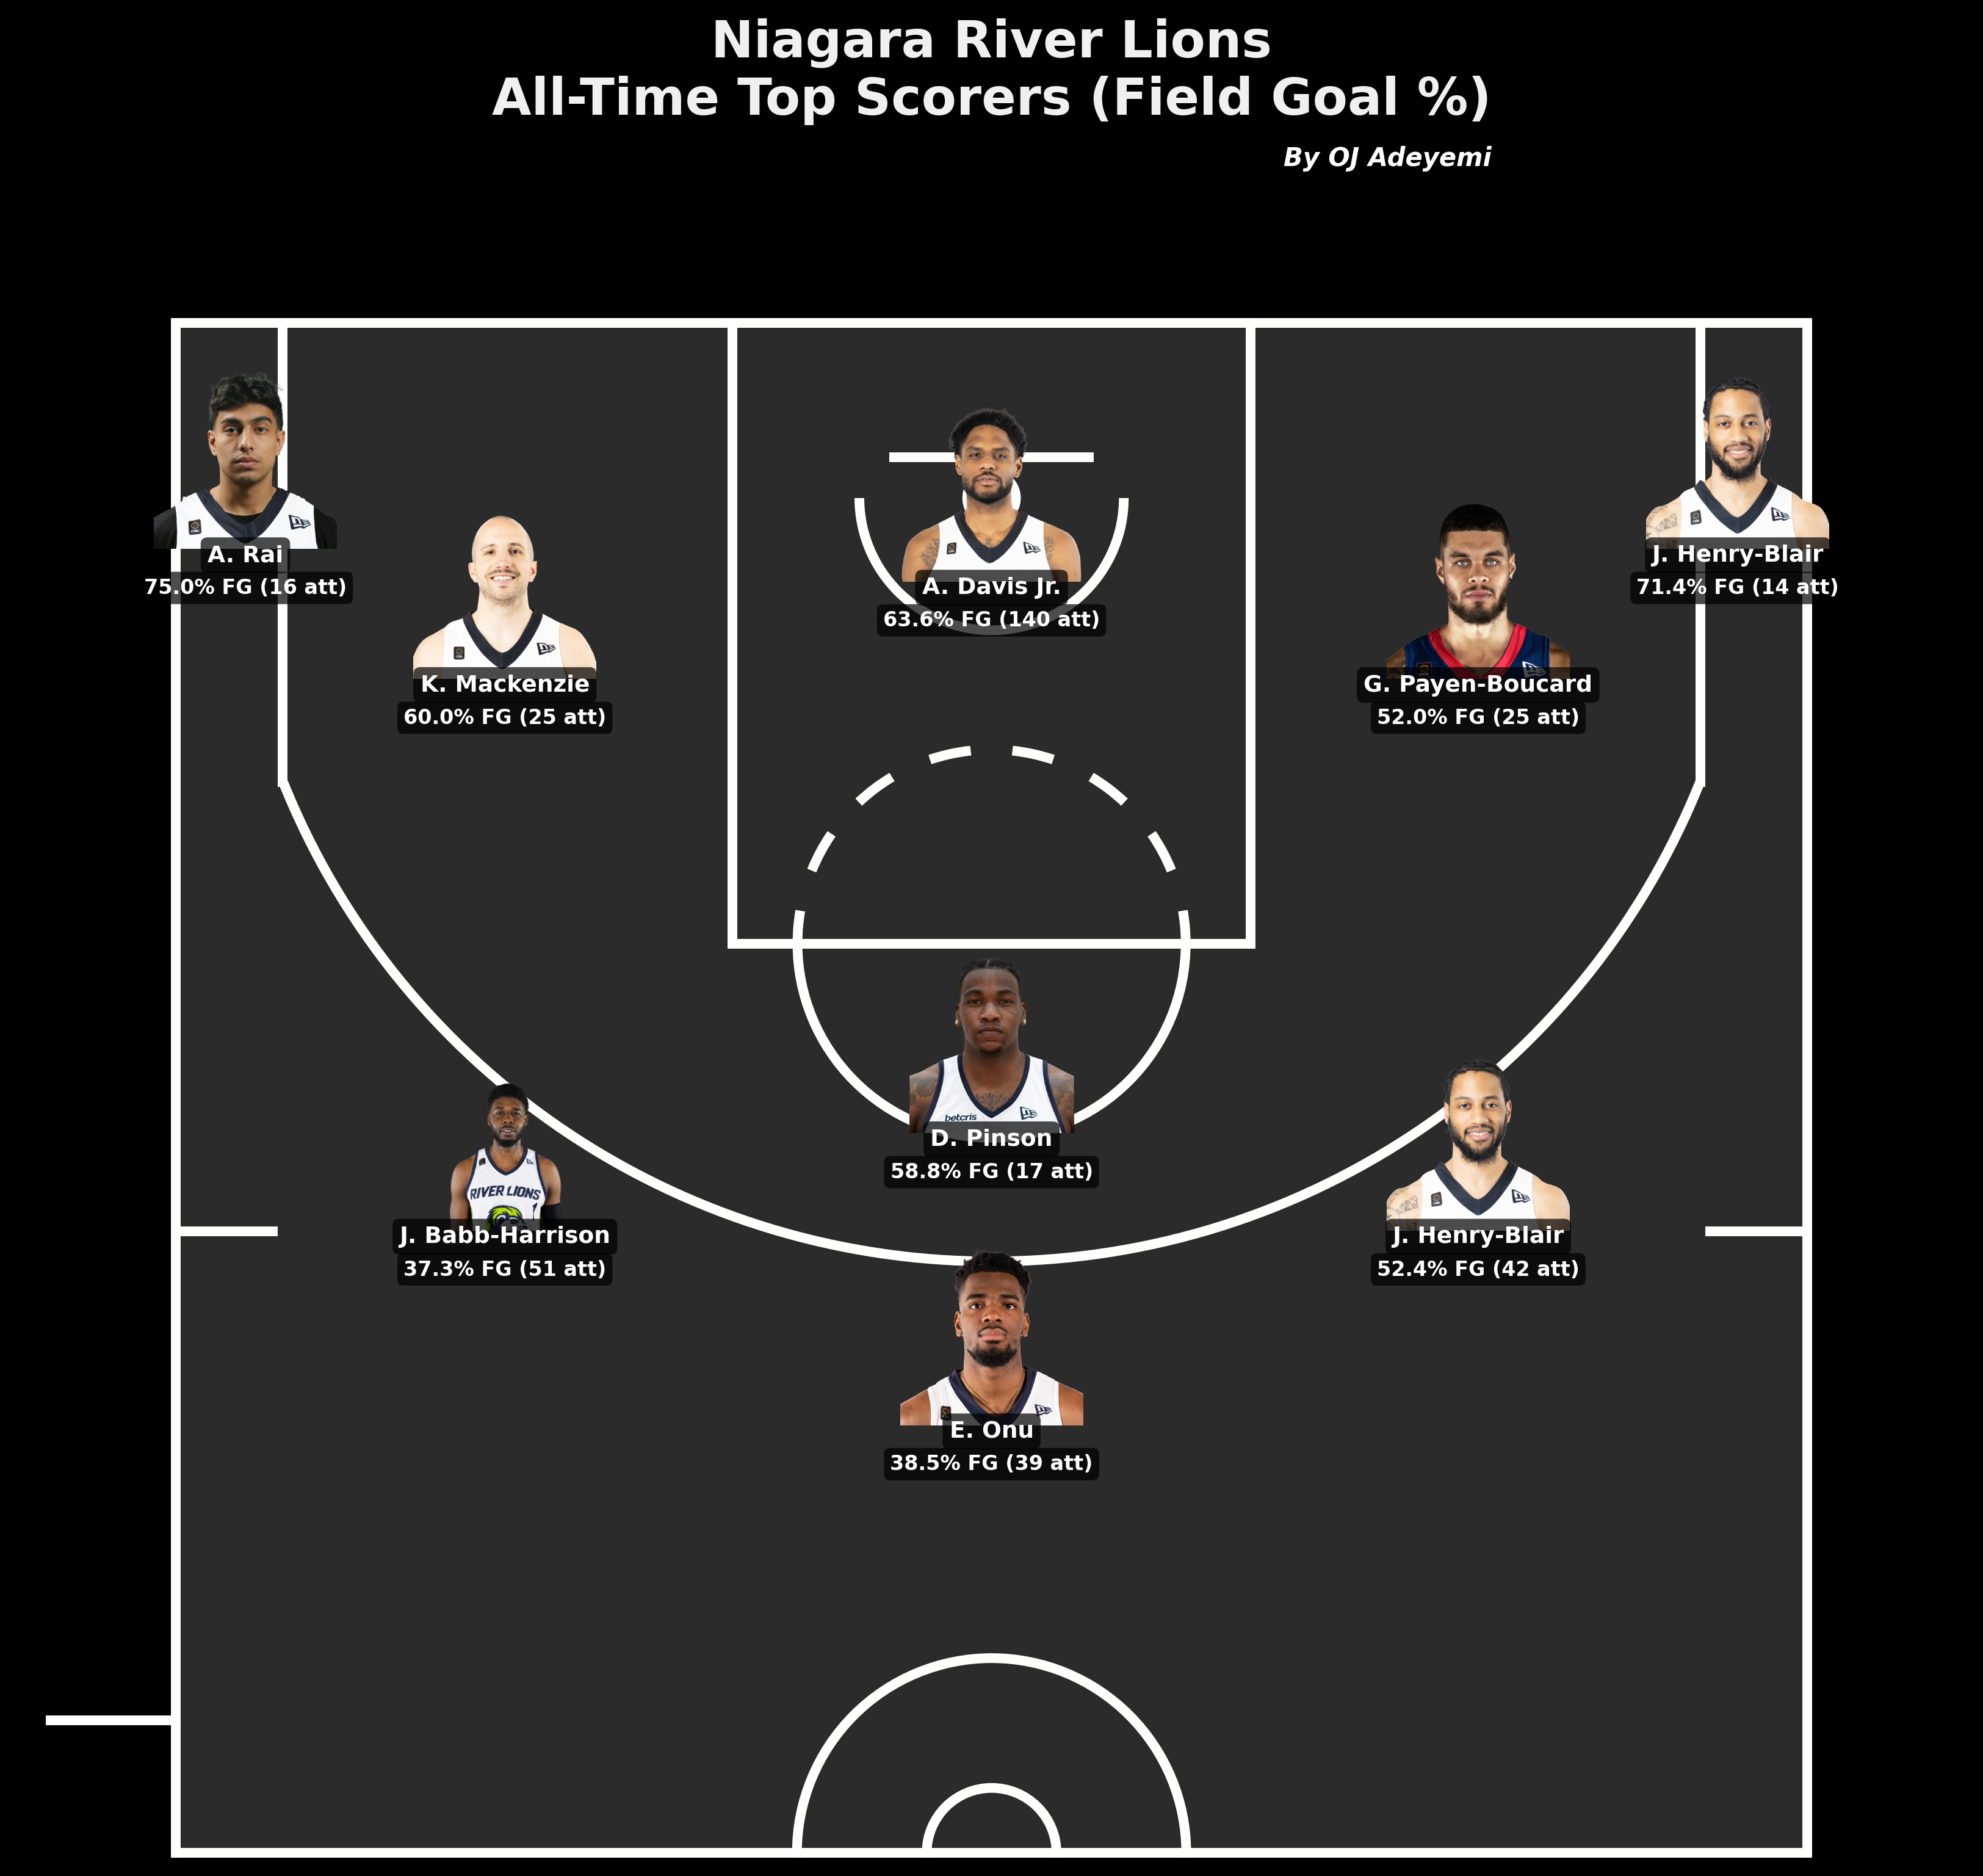 Niagara River Lions
All-Time Top Scorers (Field Goal %)
By OJ Adeyemi
A. Rai
75.0% FG (16 att)
K. Mackenzie
60.0% FG (25 att)
A. Davis Jr.
63.6% FG (140 att)
G. Payen-Boucard
52.0% FG (25 att)
J. Henry-Blair
71.4% FG (14 att)
betcris
D. Pinson
58.8% FG (17 att)
RIVER LIONS
J. Babb-Harrison
37.3% FG (51 att)
J. Henry-Blair
52.4% FG (42 att)
E. Onu
38.5% FG (39 att)